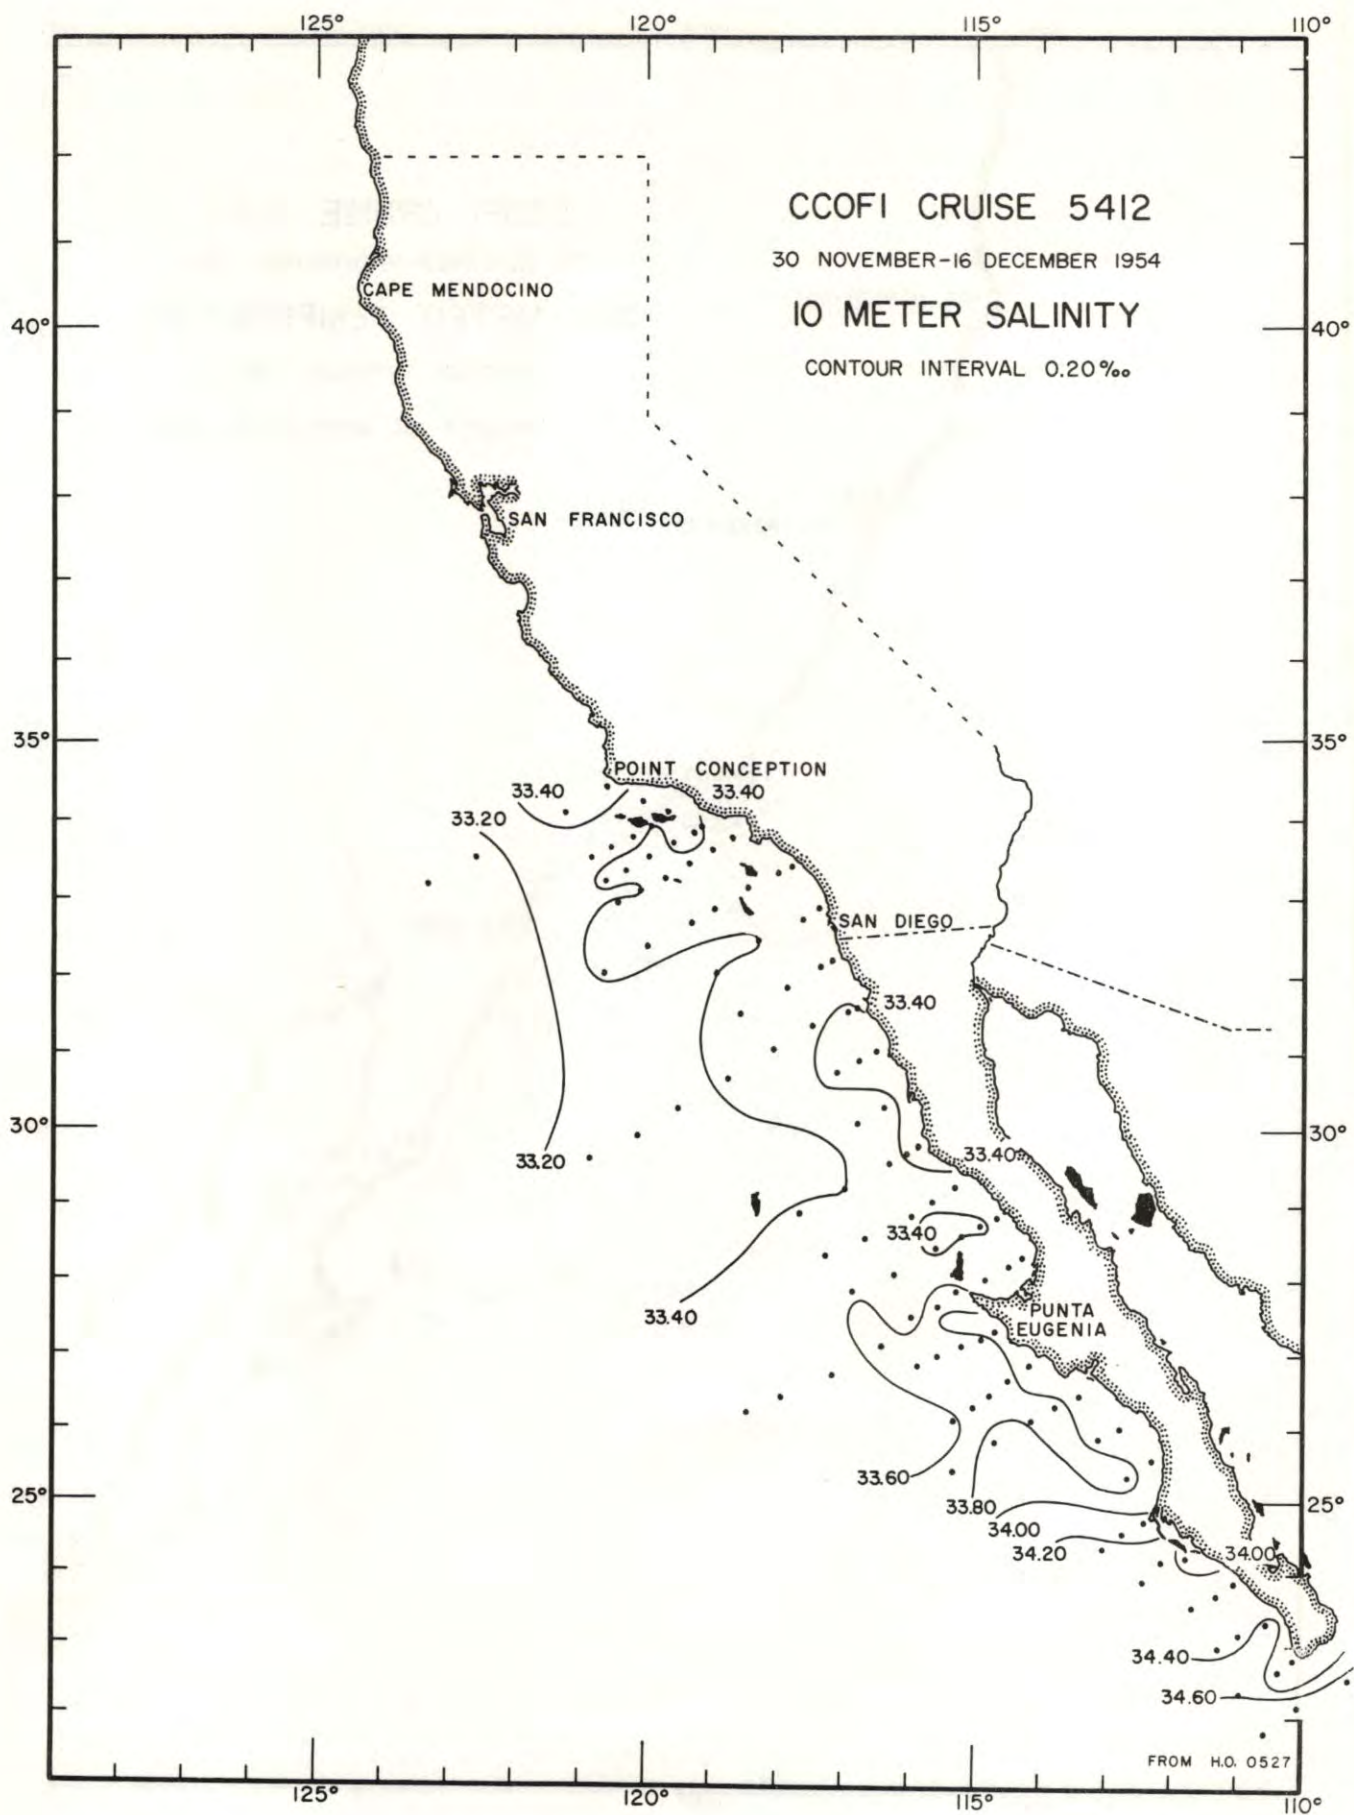 125°
120°
115°
110°
CCOFI CRUISE 5412
30 NOVEMBER-16 DECEMBER 1954
10 METER SALINITY
CONTOUR INTERVAL 0.20‰
CAPE MENDOCINO
40°
40°
SAN FRANCISCO
35°
35°
POINT CONCEPTION
33.40
33.40
33.20
SAN DIEGO
33.40
30°
30°
33.20
33.40
33.40
33.40
PUNTA
EUGENIA
33.60
25°
25°
33.80
34.00
34.20
34.00
34.40
34.60
FROM H.O. 0527
125°
120°
115°
110°